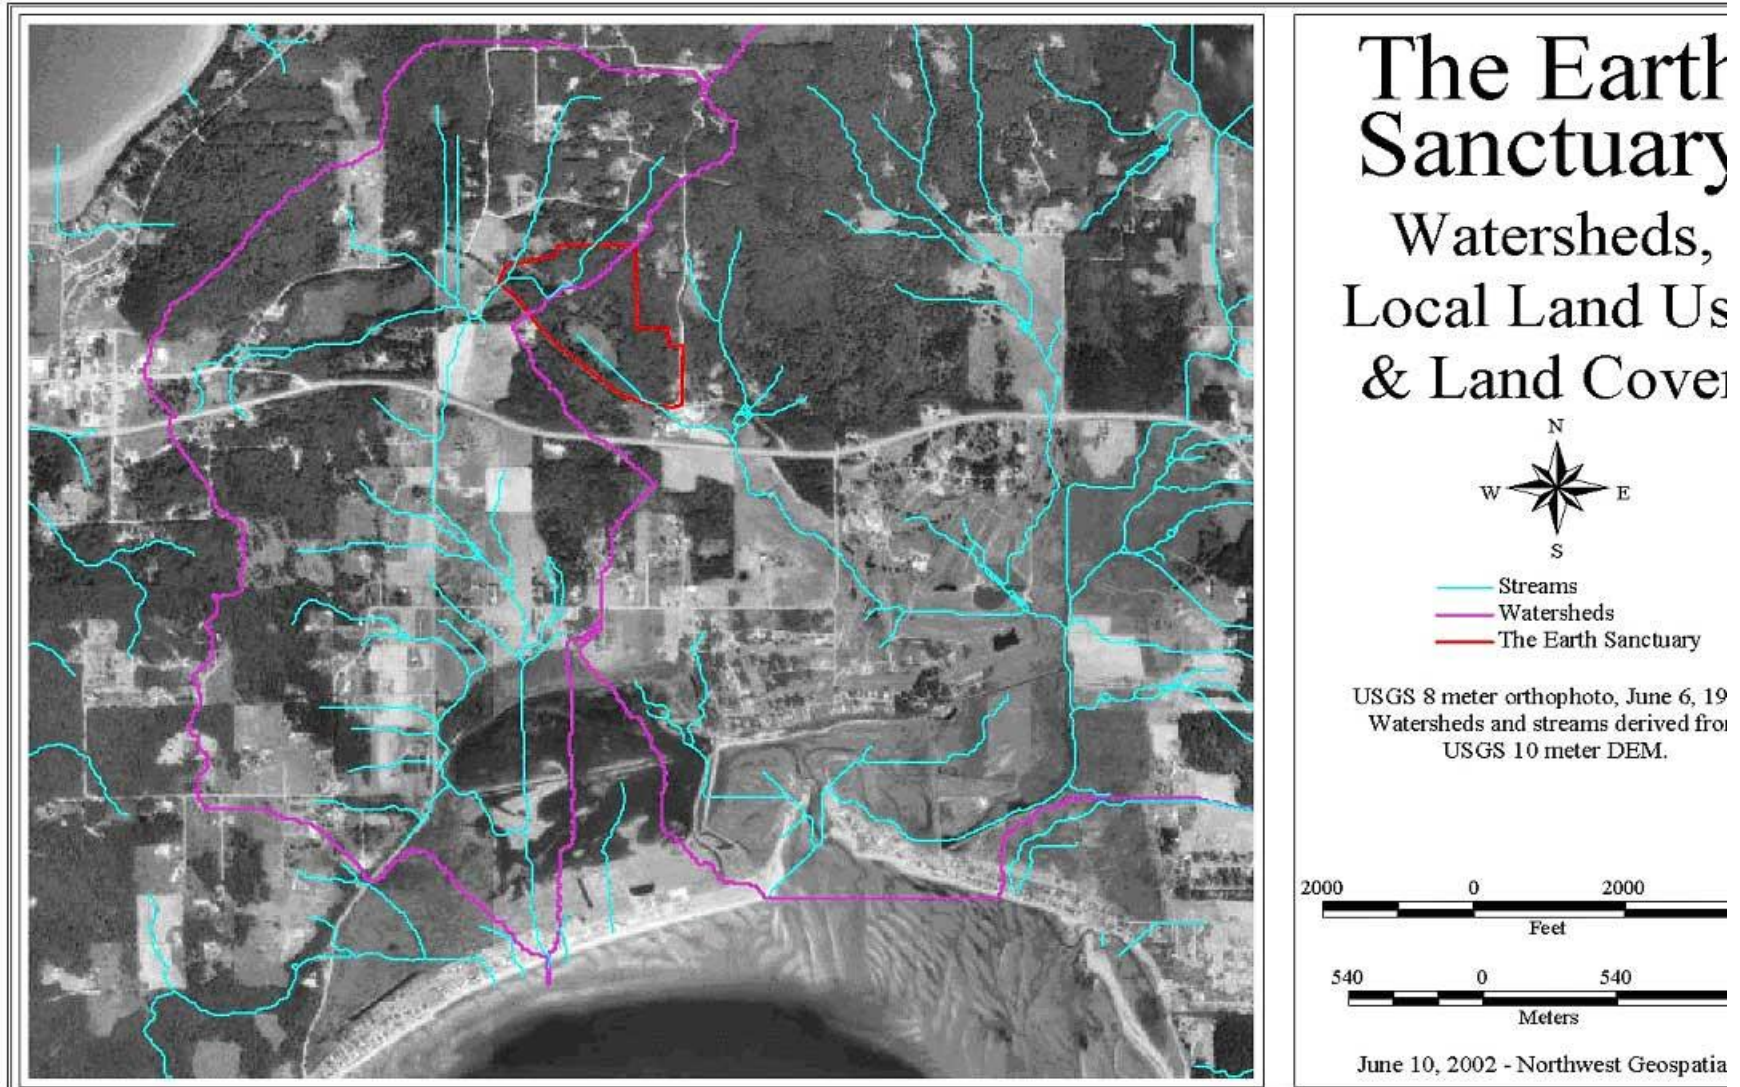 The Earth
Sanctuary
Watersheds,
Local Land Us
& Land Cover
N
W
E
S
Streams
Watersheds
The Earth Sanctuary
USGS 8 meter orthophoto, June 6, 19
Watersheds and streams derived from
USGS 10 meter DEM.
2000 0 2000
Feet
540 0 540
Meters
June 10, 2002 - Northwest Geospatia